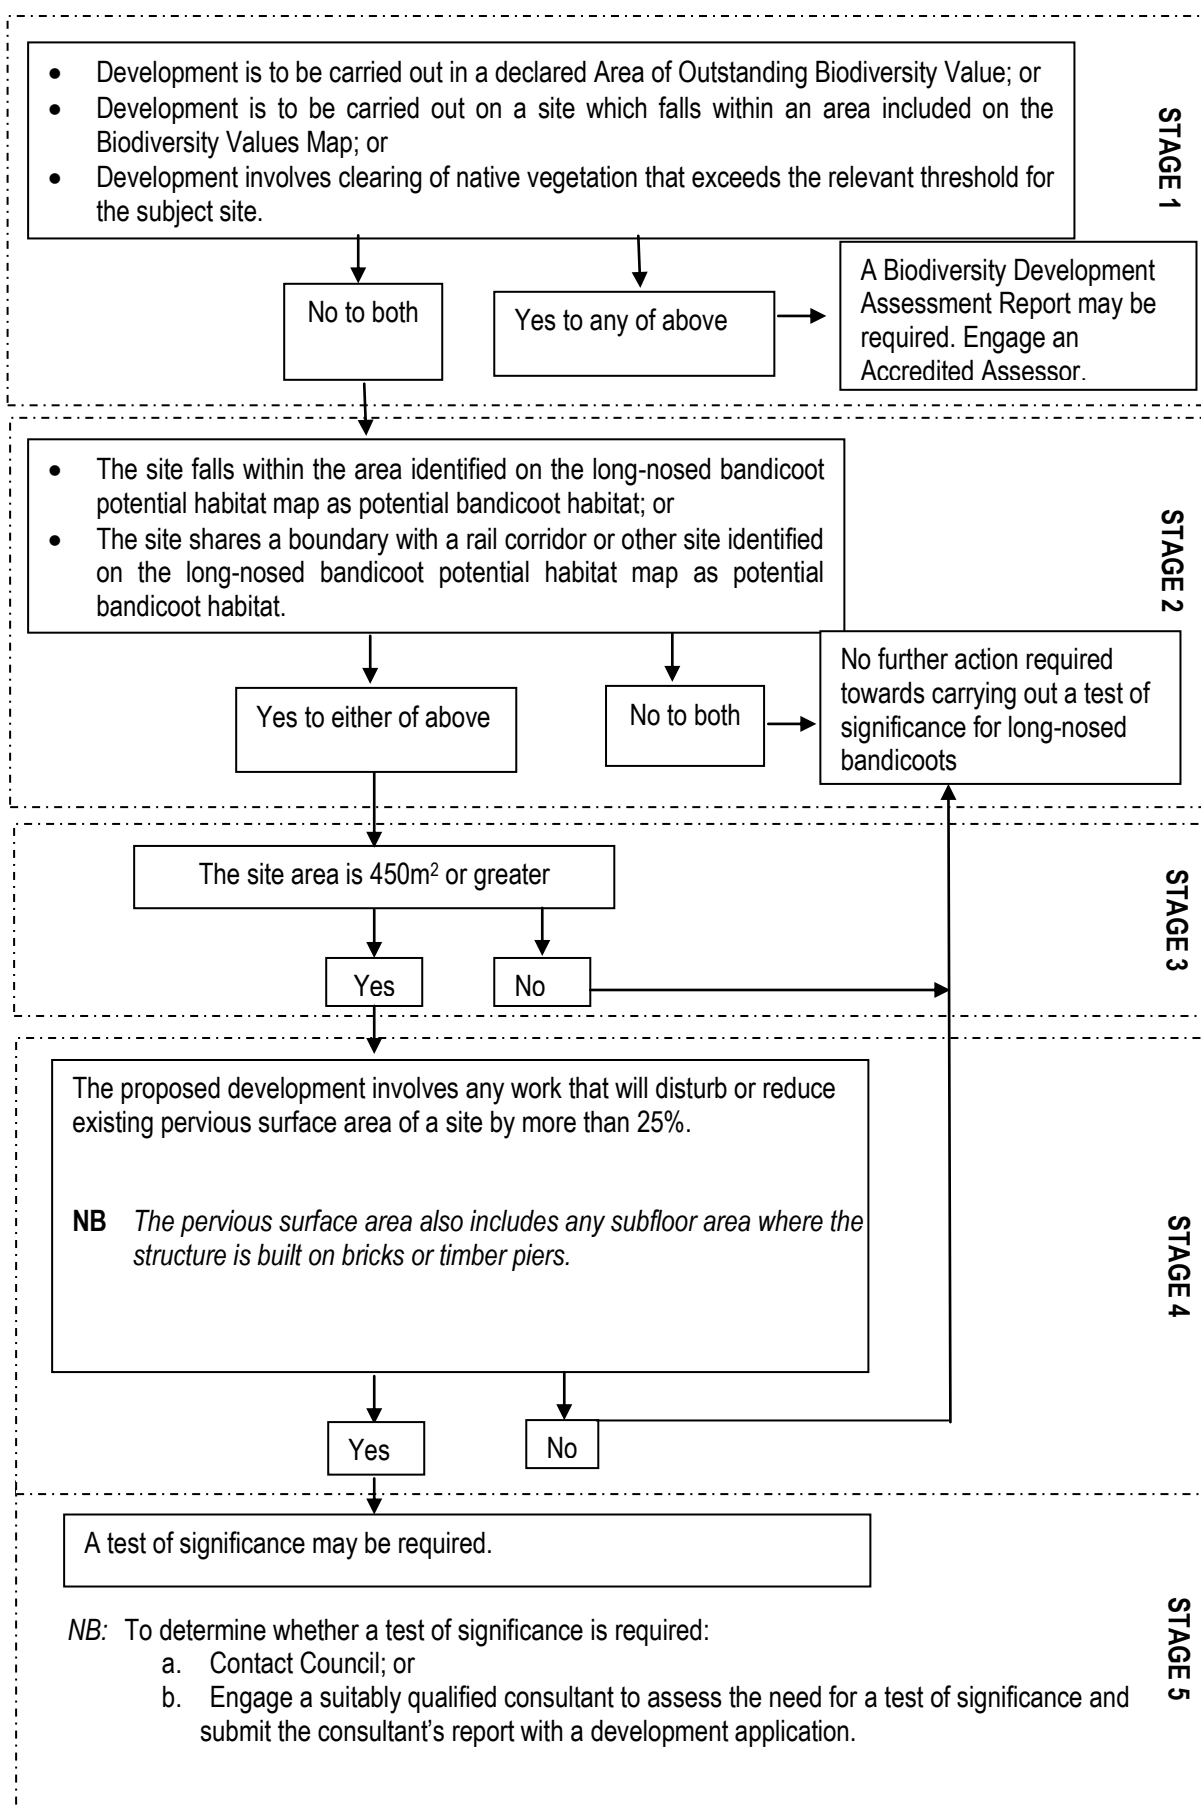 • Development is to be carried out in a declared Area of Outstanding Biodiversity Value; or
• Development is to be carried out on a site which falls within an area included on the
Biodiversity Values Map; or
• Development involves clearing of native vegetation that exceeds the relevant threshold for
the subject site.
STAGE 1
No to both
Yes to any of above
A Biodiversity Development
Assessment Report may be
required. Engage an
Accredited Assessor.
• The site falls within the area identified on the long-nosed bandicoot
potential habitat map as potential bandicoot habitat; or
• The site shares a boundary with a rail corridor or other site identified
on the long-nosed bandicoot potential habitat map as potential
bandicoot habitat.
STAGE 2
Yes to either of above
No to both
No further action required
towards carrying out a test of
significance for long-nosed
bandicoots
The site area is 450m² or greater
STAGE 3
Yes
No
The proposed development involves any work that will disturb or reduce
existing pervious surface area of a site by more than 25%.
NB The pervious surface area also includes any subfloor area where the
structure is built on bricks or timber piers.
STAGE 4
Yes
No
A test of significance may be required.
STAGE 5
NB: To determine whether a test of significance is required:
a. Contact Council; or
b. Engage a suitably qualified consultant to assess the need for a test of significance and
submit the consultant's report with a development application.